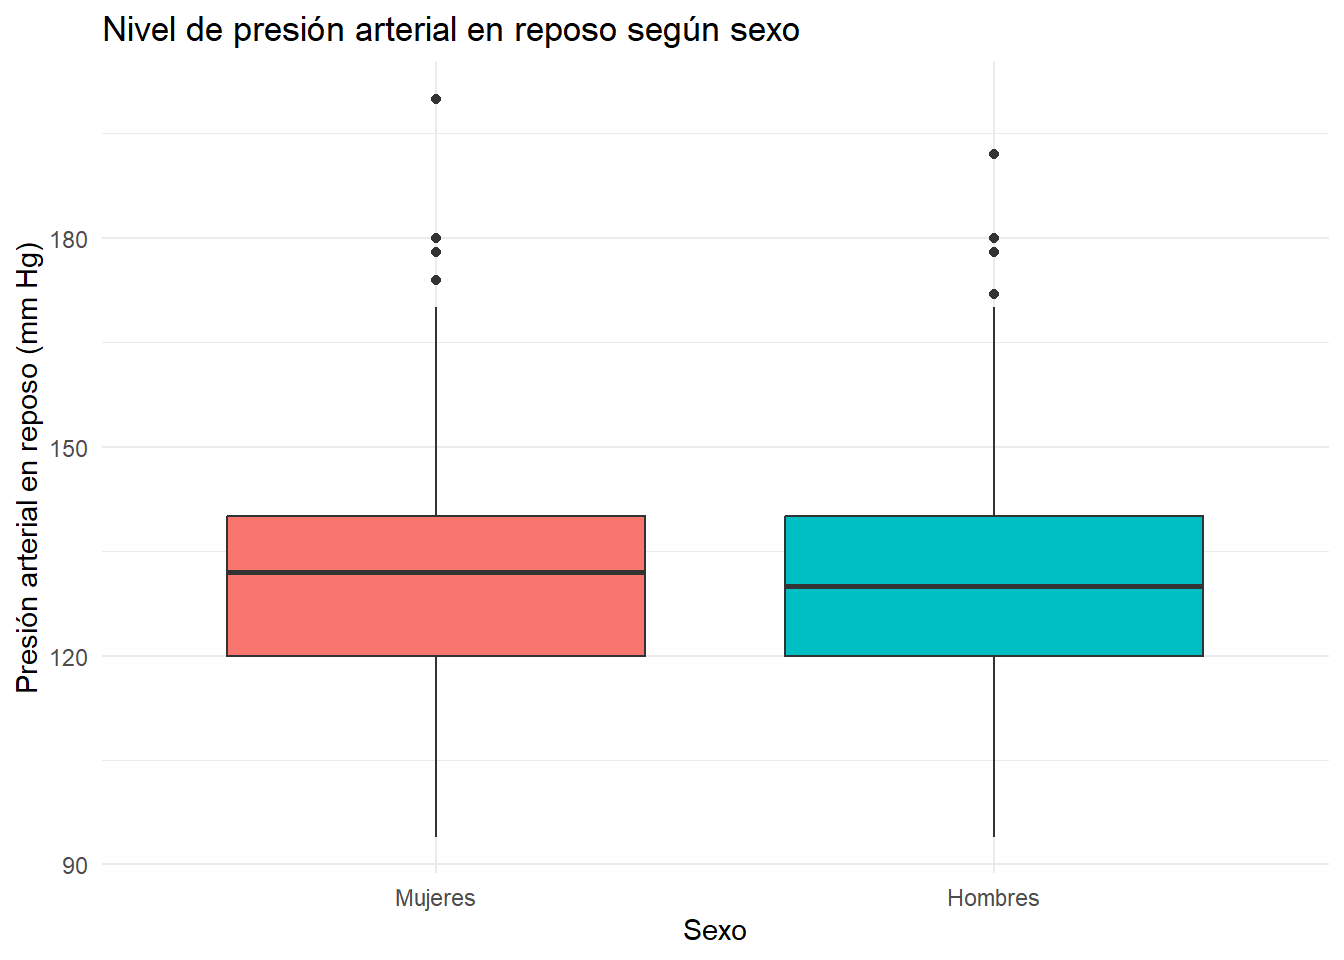 Nivel de presión arterial en reposo según sexo
Presión arterial en reposo (mm Hg)
180
150
120
90
Mujeres
Hombres
Sexo